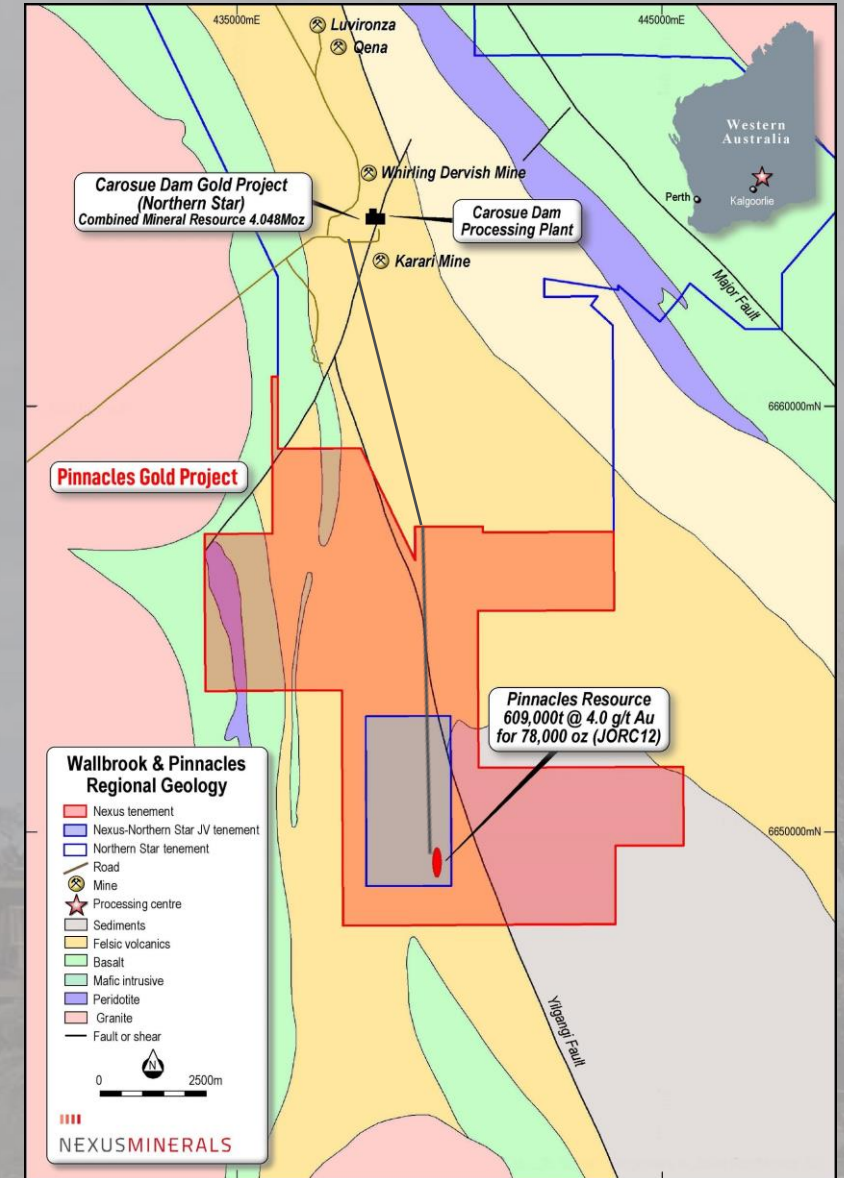 435000mE
445000mE
Luvironza
Qena
Western
Australia
Perth
Kalgoorlie
Whirling Dervish Mine
Carosue Dam Gold Project
(Northern Star)
Combined Mineral Resource 4.048Moz
Carosue Dam
Processing Plant
Karari Mine
Major Fault
6660000mN
Pinnacles Gold Project
Pinnacles Resource
609,000t @ 4.0 g/t Au
for 78,000 oz (JORC12)
6650000mN
Yilgangi Fault
Wallbrook & Pinnacles
Regional Geology
Nexus tenement
Nexus-Northern Star JV tenement
Northern Star tenement
Road
Mine
Processing centre
Sediments
Felsic volcanics
Basalt
Mafic intrusive
Peridotite
Granite
Fault or shear
N
0 2500m
NEXUSMINERALS